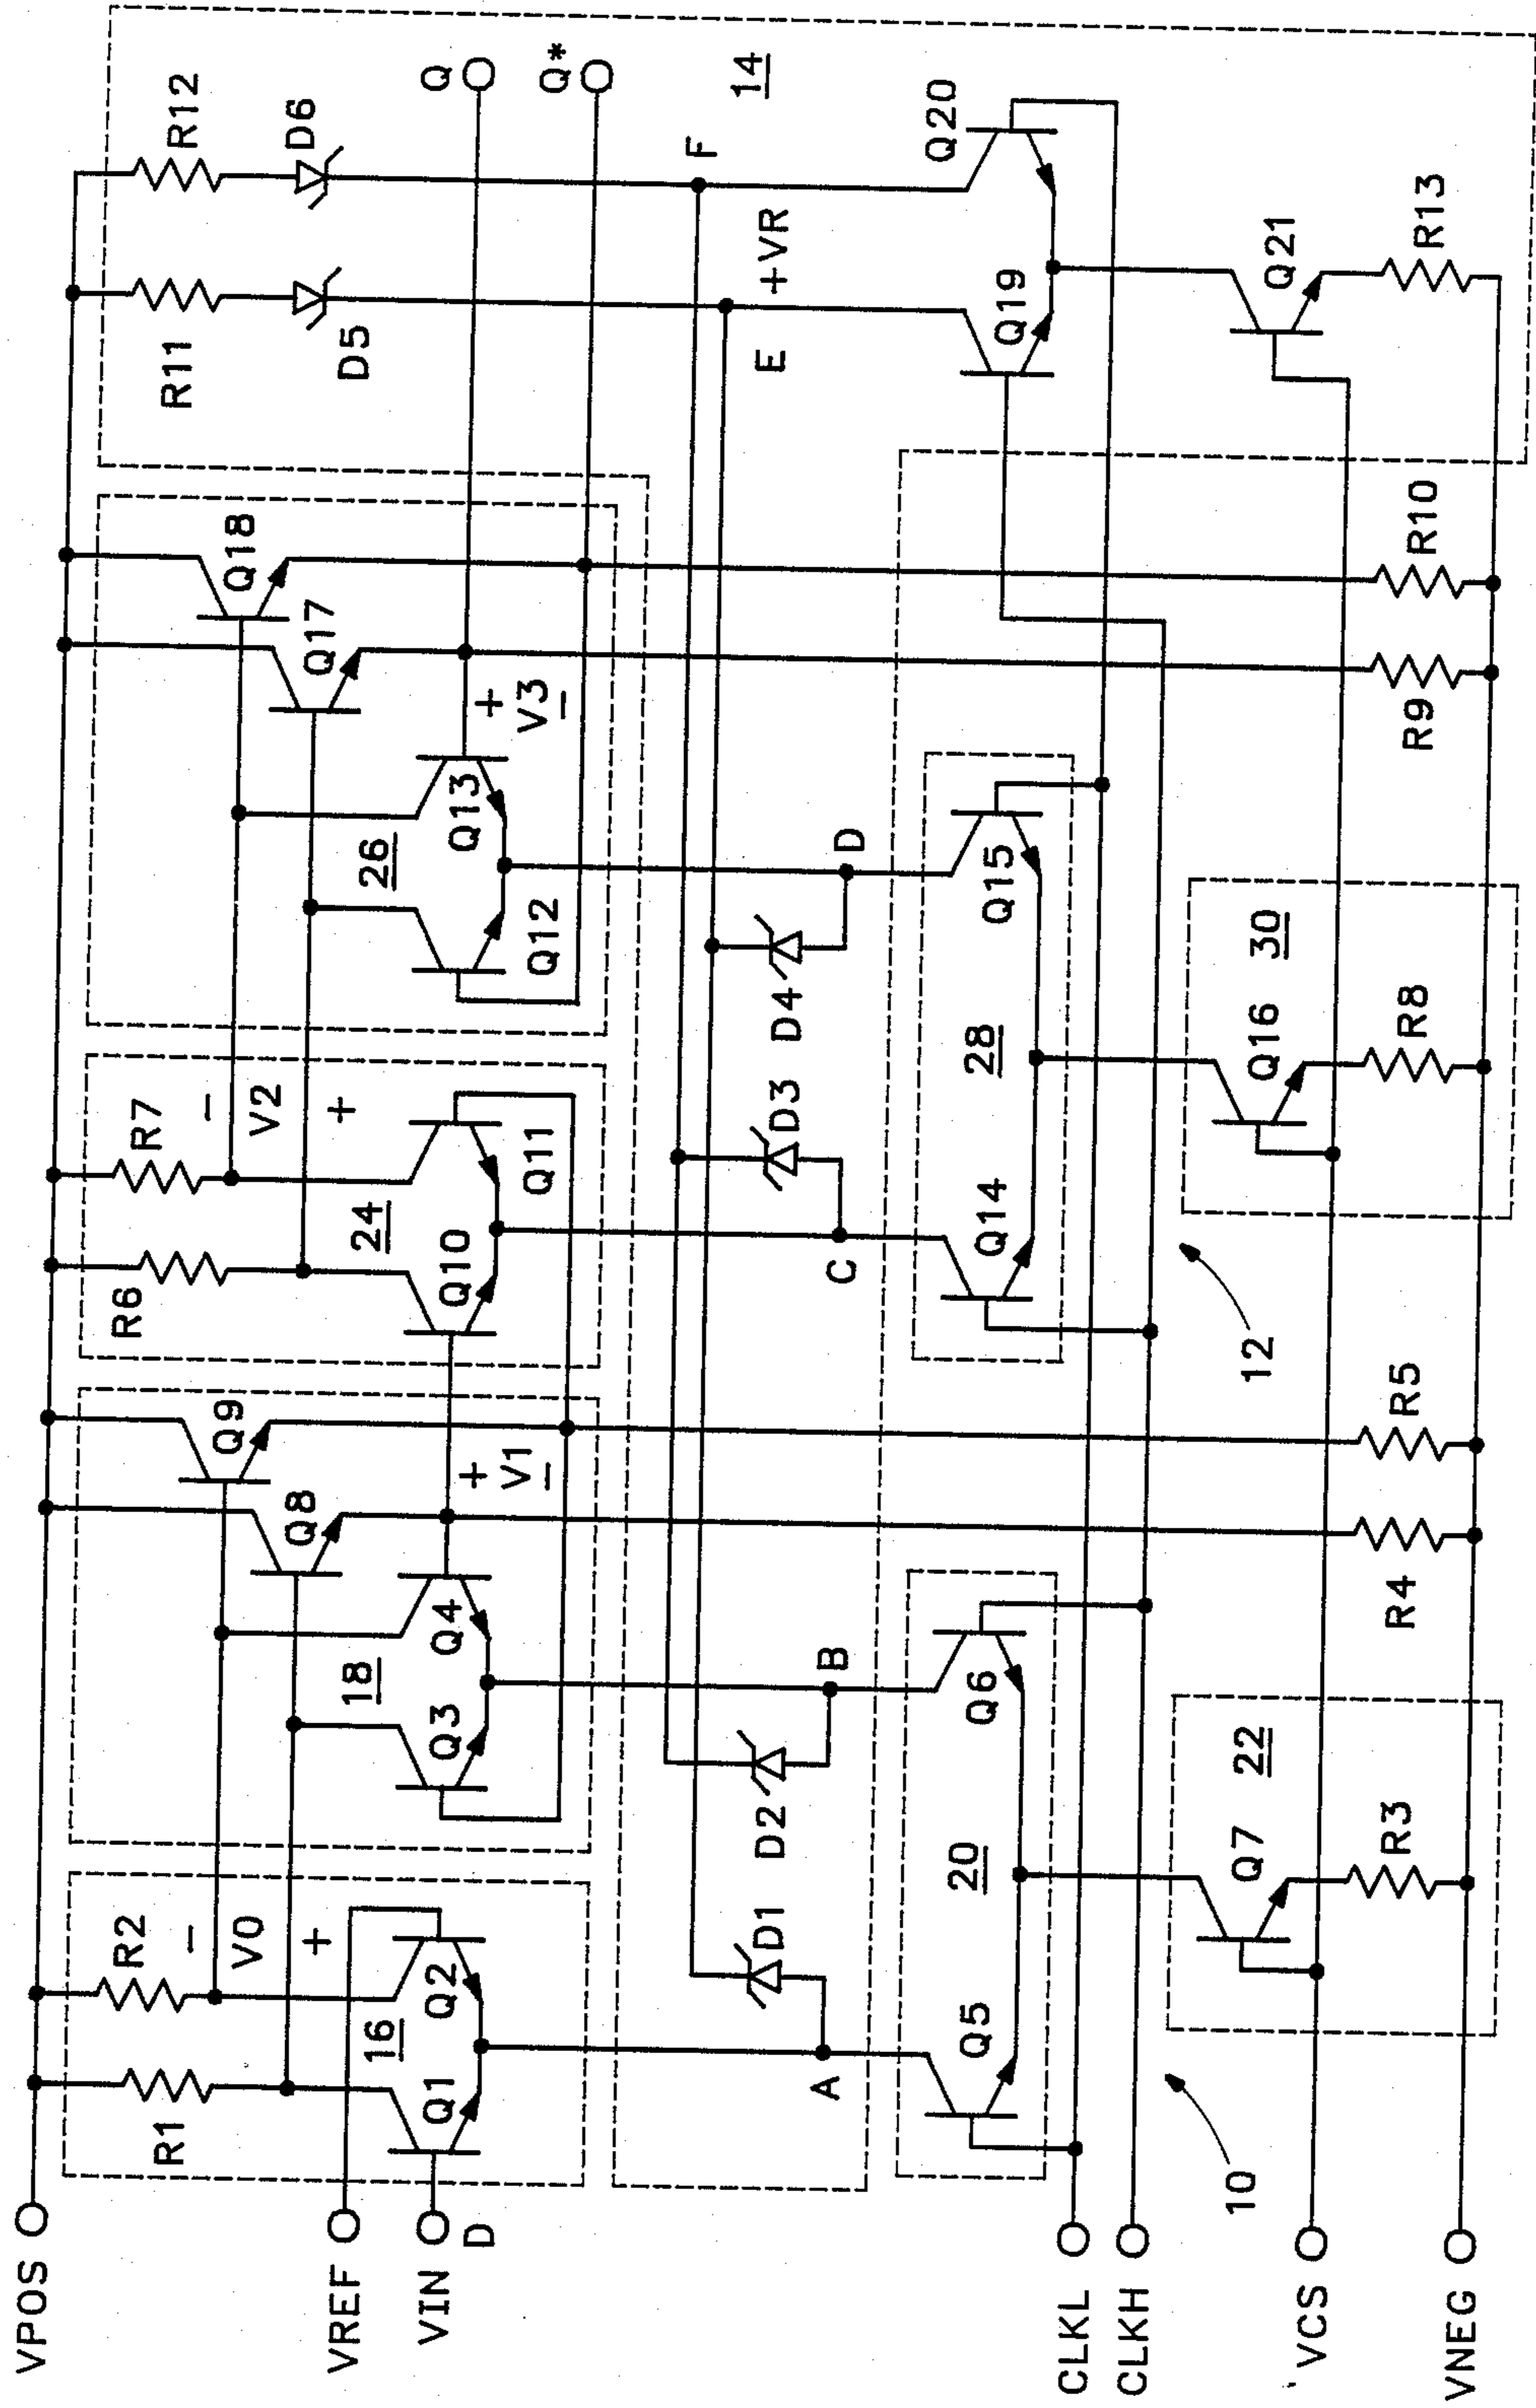 VPOS
VREF
VIN
D
CLKL
CLKH
VCS
VNEG
R1
R2
−
V0
+
16
Q1
Q2
Q9
Q8
18
Q3
Q4
+
V1
−
R6
R7
−
V2
+
24
Q10
Q11
Q18
Q17
26
Q12
Q13
+
V3
−
R11
R12
D5
D6
Q
Q*
14
A
D1
D2
B
C
D3
D4
D
E
+VR
F
Q5
20
Q6
Q14
28
Q15
Q19
Q20
10
Q7
22
R3
R4
R5
12
Q16
30
R8
R9
R10
Q21
R13